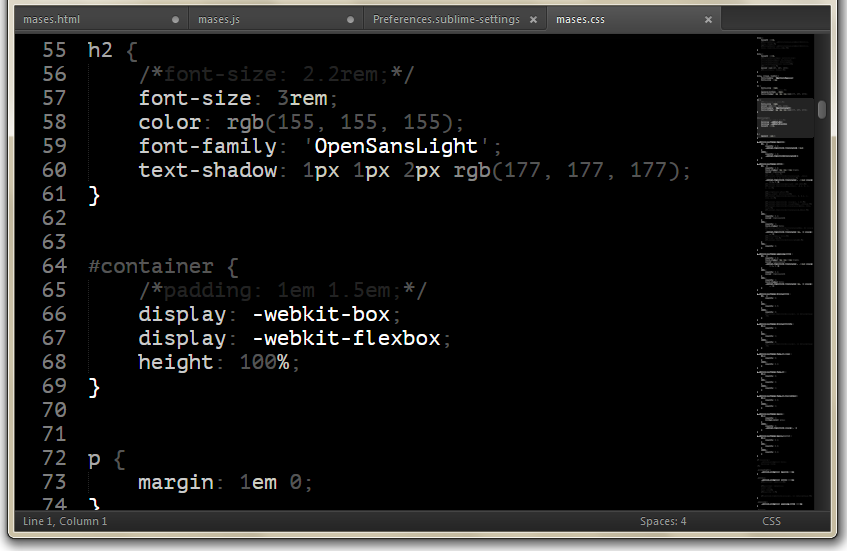 mases.html mases.js Preferences.sublime-settings mases.css
55 h2 {
56     /*font-size: 2.2rem;*/
57     font-size: 3rem;
58     color: rgb(155, 155, 155);
59     font-family: 'OpenSansLight';
60     text-shadow: 1px 1px 2px rgb(177, 177, 177);
61 }
62
63
64 #container {
65     /*padding: 1em 1.5em;*/
66     display: -webkit-box;
67     display: -webkit-flexbox;
68     height: 100%;
69 }
70
71
72 p {
73     margin: 1em 0;
74 }
Line 1, Column 1 Spaces: 4 CSS